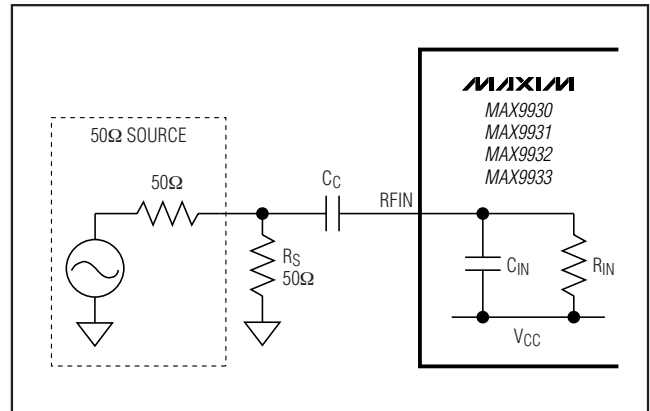 MAXIM
MAX9930
MAX9931
MAX9932
MAX9933
50Ω SOURCE
50Ω
CC
RFIN
RS
50Ω
CIN
RIN
VCC